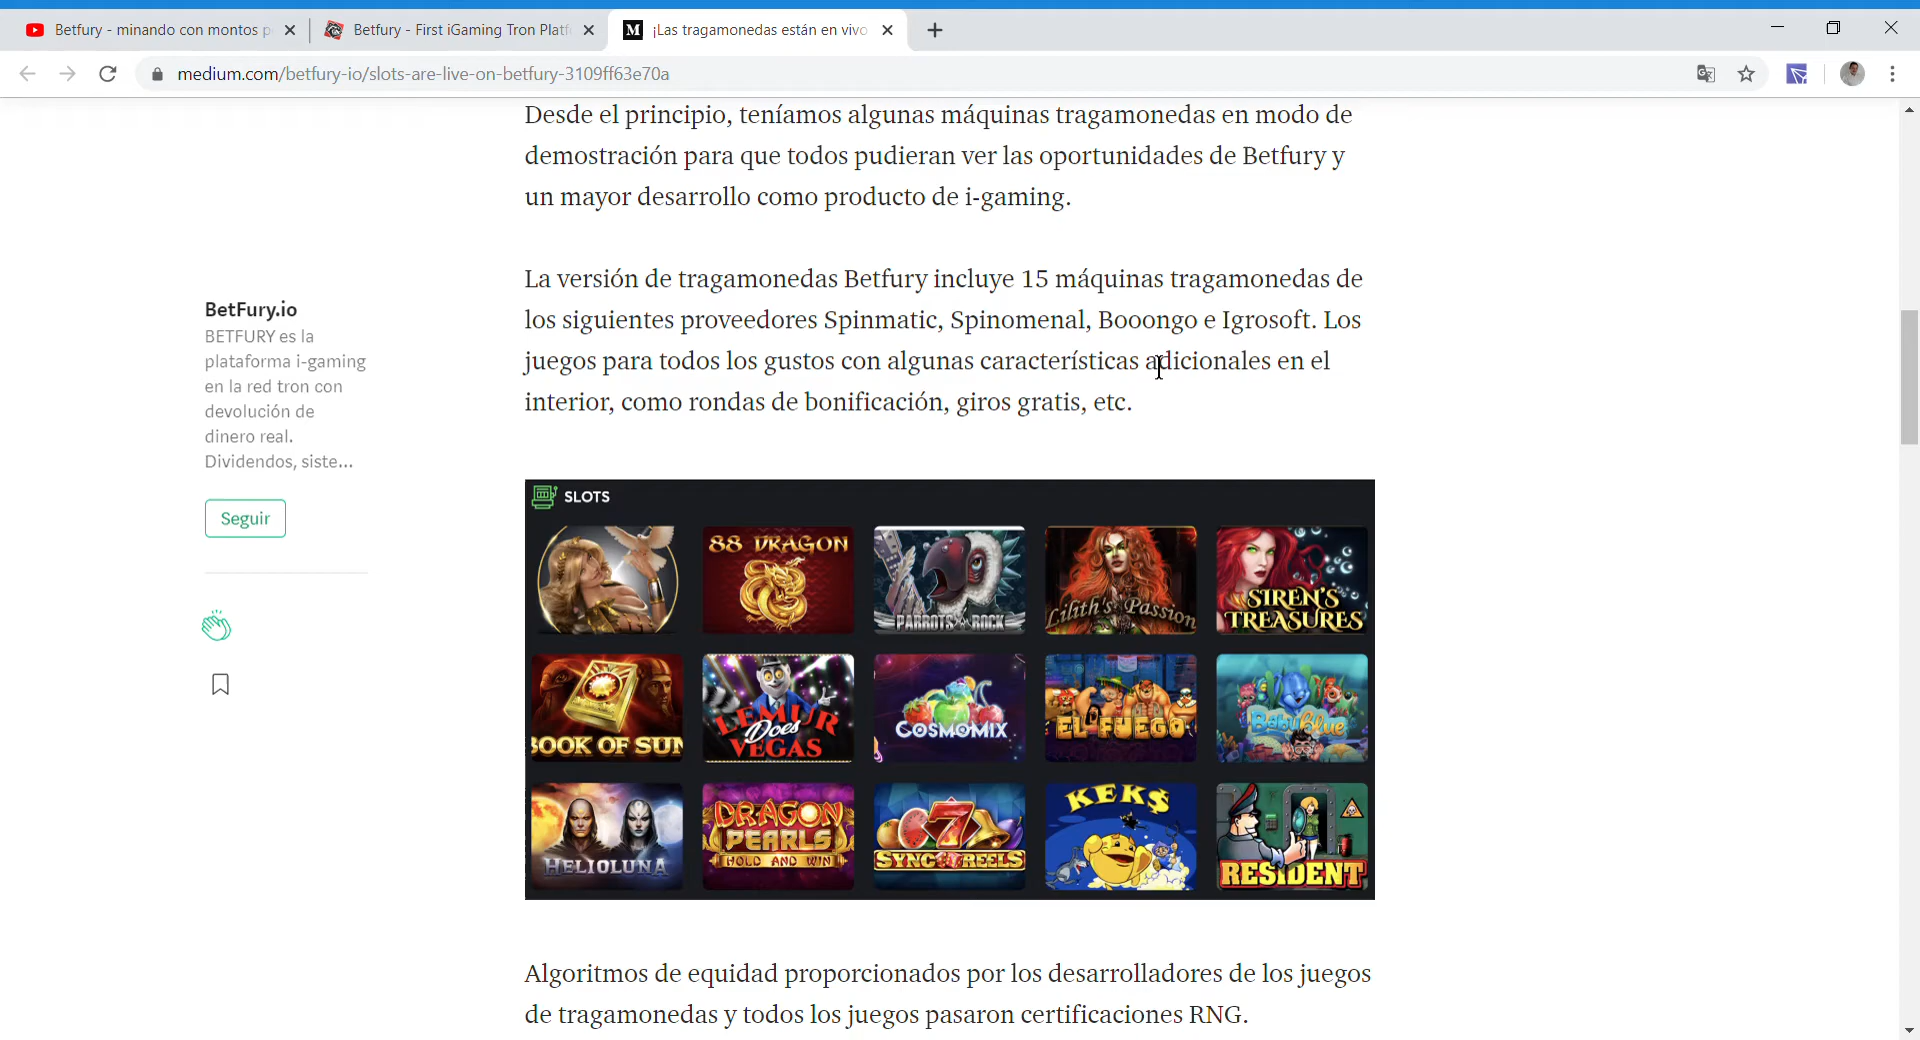 Betfury - minando con montos p
Betfury - First iGaming Tron Platf
M
¡Las tragamonedas están en vivo
medium.com/betfury-io/slots-are-live-on-betfury-3109ff63e70a
Desde el principio, teníamos algunas máquinas tragamonedas en modo de
demostración para que todos pudieran ver las oportunidades de Betfury y
un mayor desarrollo como producto de i-gaming.
La versión de tragamonedas Betfury incluye 15 máquinas tragamonedas de
los siguientes proveedores Spinmatic, Spinomenal, Booongo e Igrosoft. Los
juegos para todos los gustos con algunas características adicionales en el
interior, como rondas de bonificación, giros gratis, etc.
BetFury.io
BETFURY es la
plataforma i-gaming
en la red tron con
devolución de
dinero real.
Dividendos, siste...
Seguir
SLOTS
88 DRAGON
PARROTS ROCK
Lilith's Passion
SIREN'S
TREASURES
BOOK OF SUN
LEMUR
Does
VEGAS
COSMOMIX
EL FUEGO
Baby Blue
HELIOLUNA
DRAGON
PEARLS
HOLD AND WIN
7
SYNC REELS
KEK$
RESIDENT
Algoritmos de equidad proporcionados por los desarrolladores de los juegos
de tragamonedas y todos los juegos pasaron certificaciones RNG.